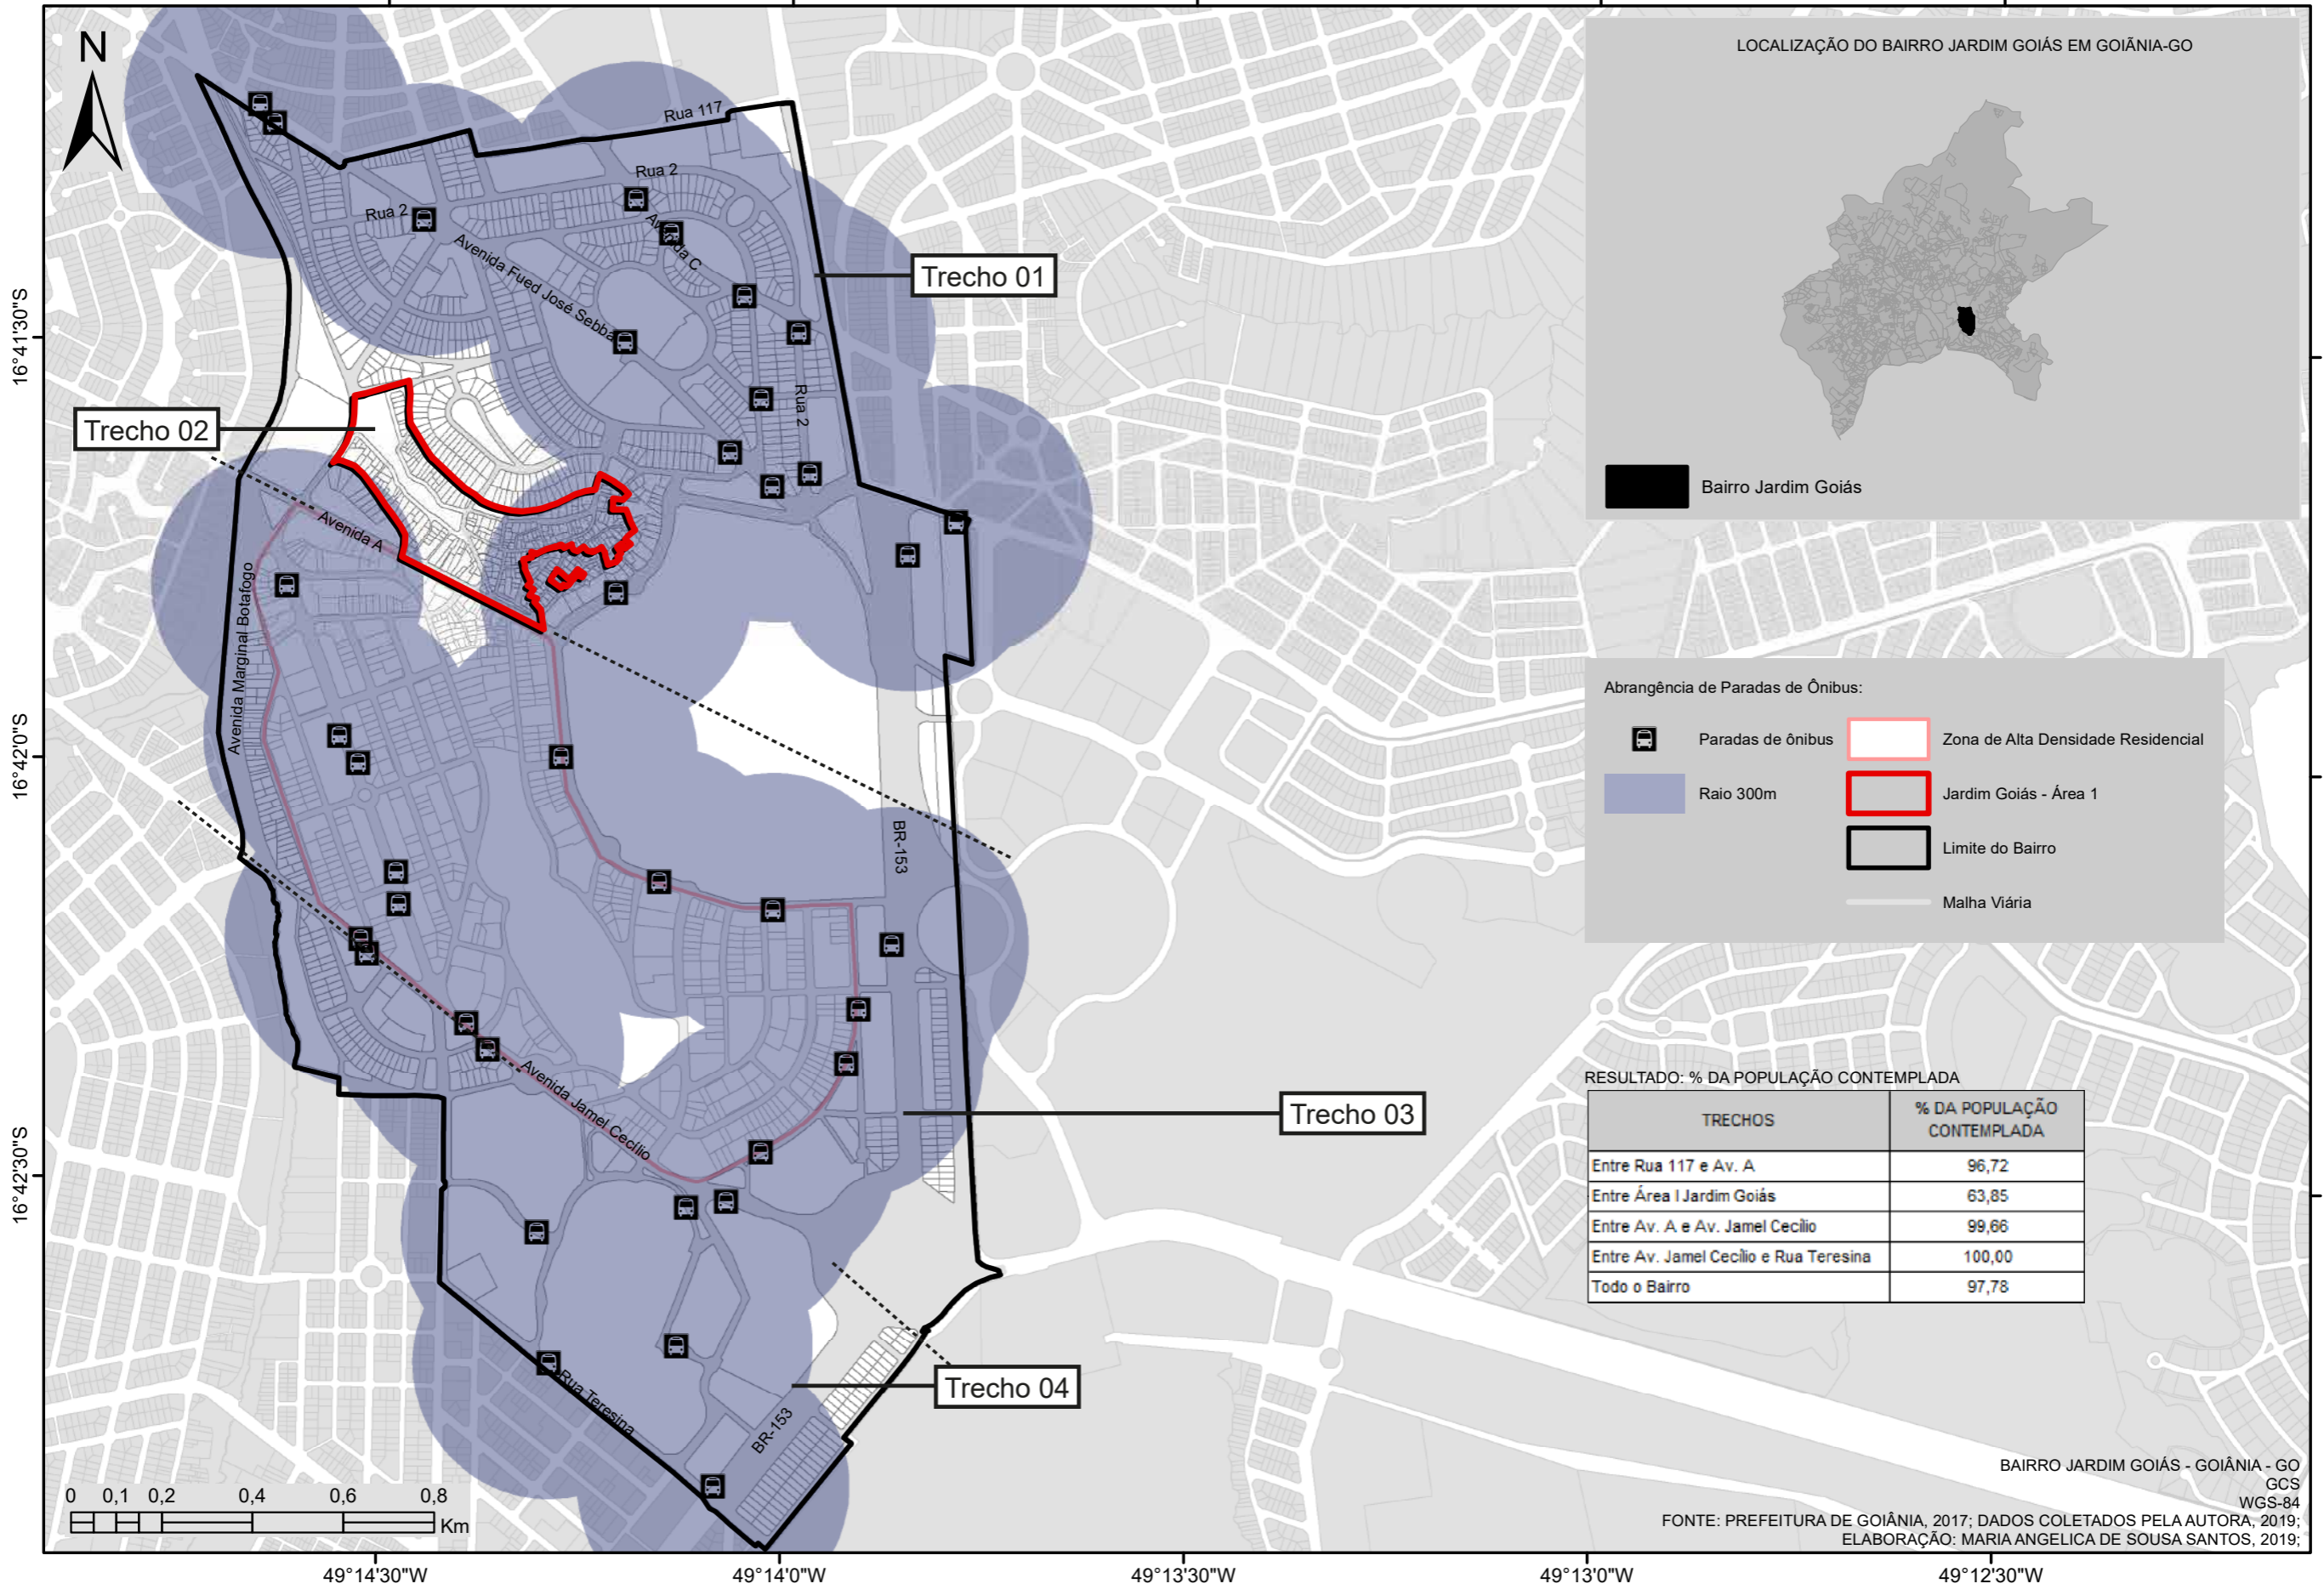 N
LOCALIZAÇÃO DO BAIRRO JARDIM GOIÁS EM GOIÃNIA-GO
Bairro Jardim Goiás
Rua 117
Rua 2
Rua 2
Avenida C
Avenida Fued José Sebba
Trecho 01
16°41'30"S
Rua 2
Trecho 02
Avenida A
Avenida Marginal Botafogo
Abrangência de Paradas de Ônibus:
Paradas de ônibus
Zona de Alta Densidade Residencial
Raio 300m
Jardim Goiás - Área 1
Limite do Bairro
Malha Viária
16°42'0"S
BR-153
Avenida Jamel Cecílio
Trecho 03
16°42'30"S
RESULTADO: % DA POPULAÇÃO CONTEMPLADA
TRECHOS
% DA POPULAÇÃO
CONTEMPLADA
Entre Rua 117 e Av. A 96,72
Entre Área I Jardim Goiás 63,85
Entre Av. A e Av. Jamel Cecílio 99,66
Entre Av. Jamel Cecílio e Rua Teresina 100,00
Todo o Bairro 97,78
Trecho 04
Rua Teresina
BR-153
0 0,1 0,2 0,4 0,6 0,8
Km
BAIRRO JARDIM GOIÁS - GOIÂNIA - GO
GCS
WGS-84
FONTE: PREFEITURA DE GOIÂNIA, 2017; DADOS COLETADOS PELA AUTORA, 2019;
ELABORAÇÃO: MARIA ANGELICA DE SOUSA SANTOS, 2019;
49°14'30"W 49°14'0"W 49°13'30"W 49°13'0"W 49°12'30"W